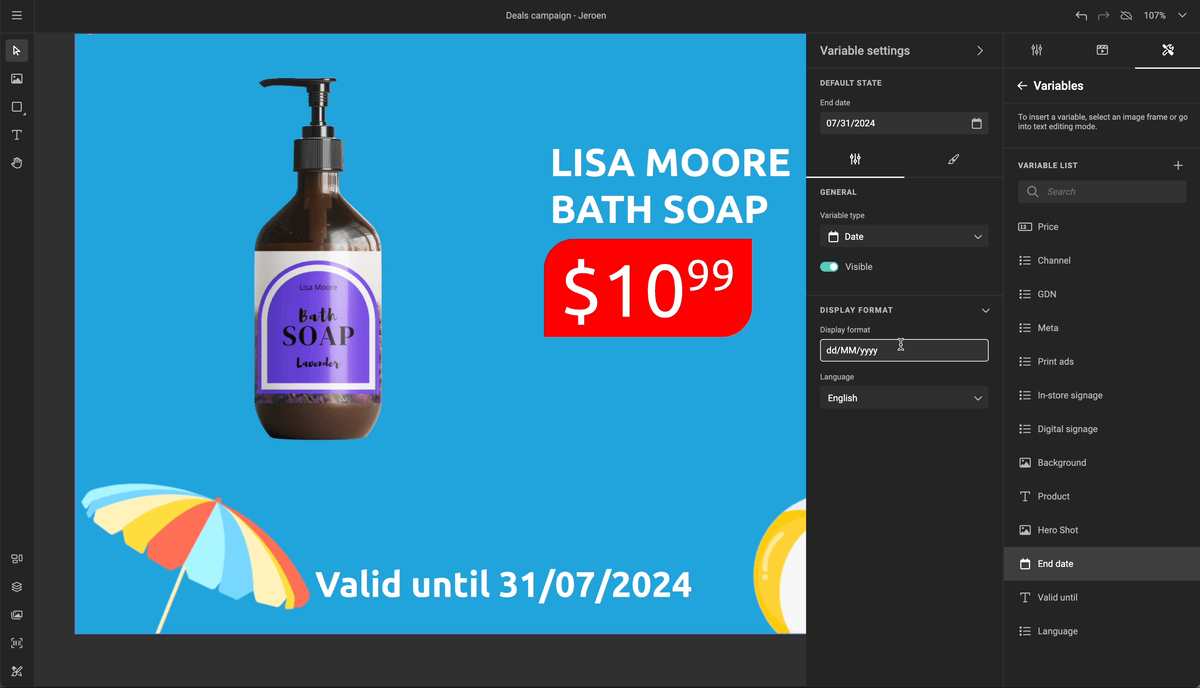 Deals campaign - Jeroen
107%
Lisa Moore
Bath
SOAP
Lavender
LISA MOORE
BATH SOAP
$1099
Valid until 31/07/2024
Variable settings
DEFAULT STATE
End date
07/31/2024
GENERAL
Variable type
Date
Visible
DISPLAY FORMAT
Display format
dd/MM/yyyy
Language
English
Variables
To insert a variable, select an image frame or go
into text editing mode.
VARIABLE LIST
Search
Price
Channel
GDN
Meta
Print ads
In-store signage
Digital signage
Background
Product
Hero Shot
End date
Valid until
Language